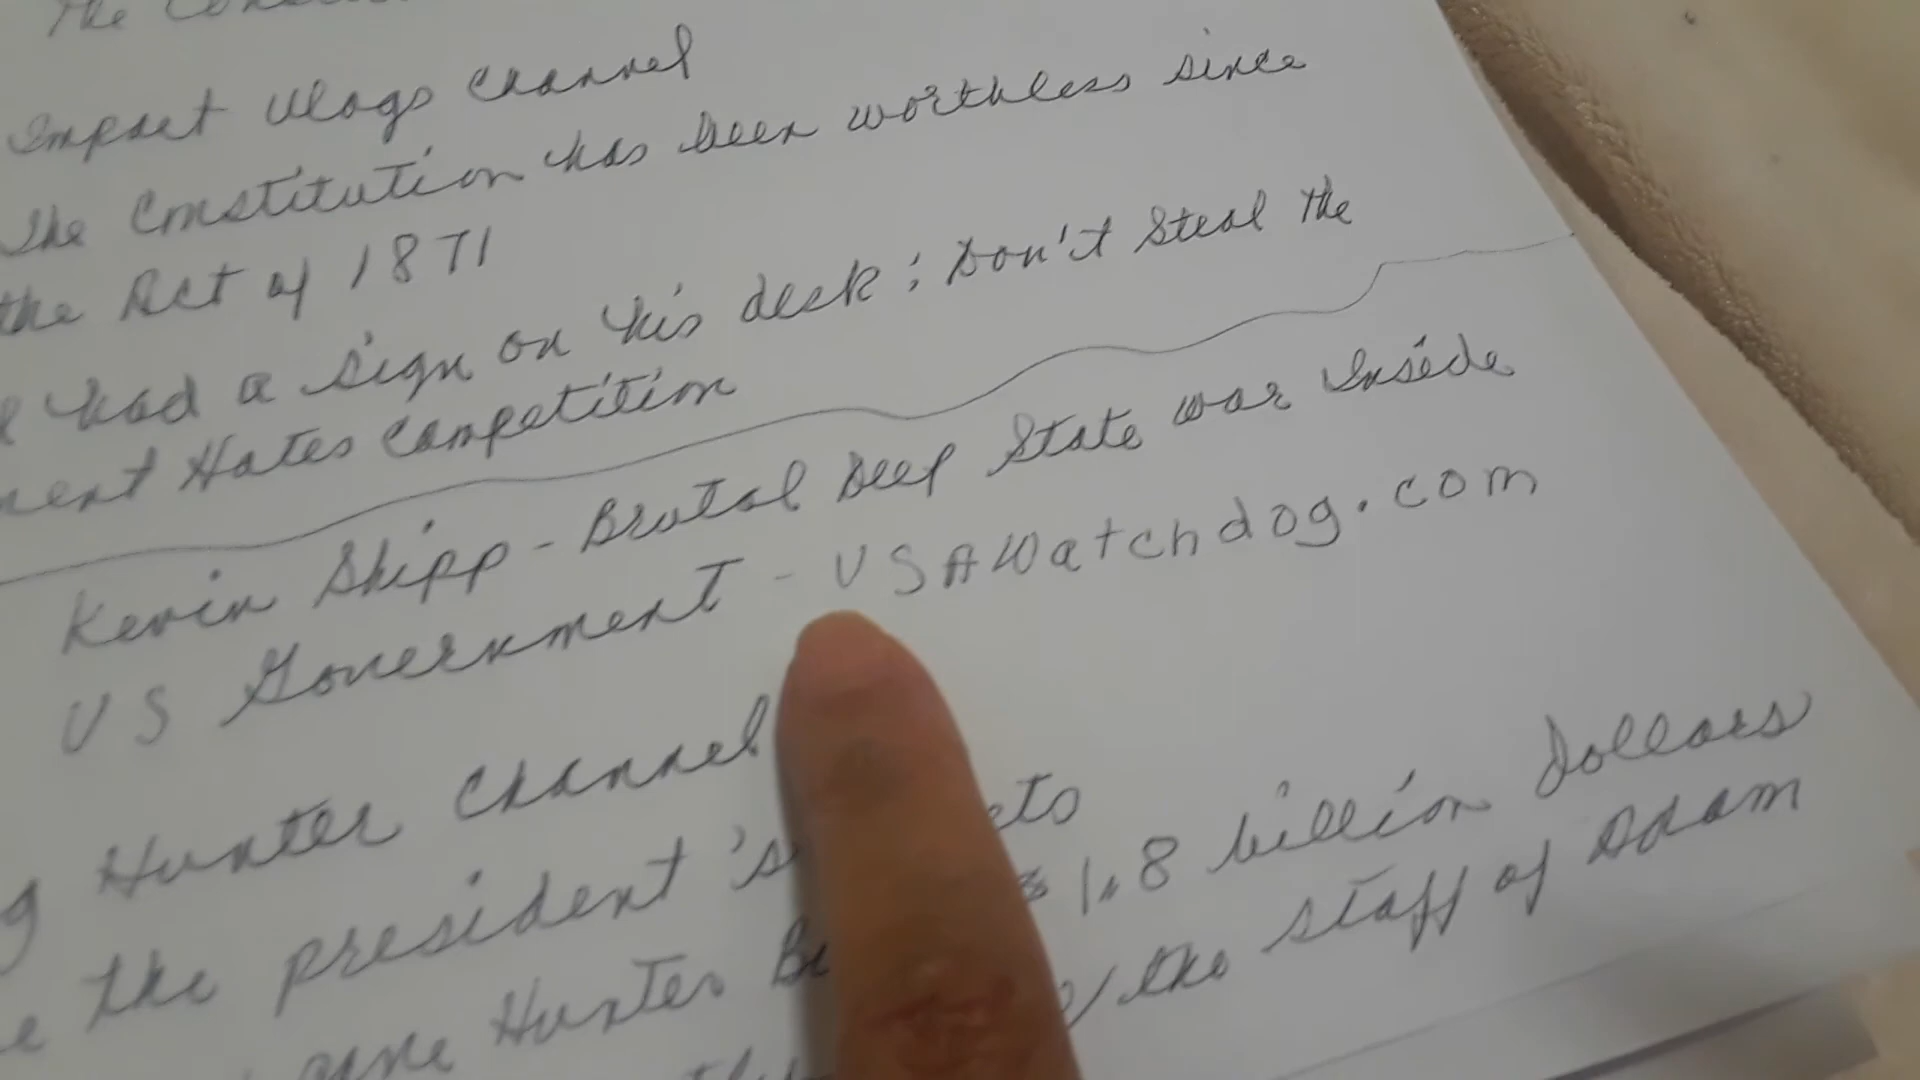 The
Impact Vlogs Channel
The Constitution has been worthless since
the Act of 1871
had a sign on his desk: Don't Steal the
ment Hates Competition
Kevin Shipp - Brutal Deep State war Inside
US Government - USAWatchdog.com
g Hunter Channel
the president's
1.8 billion Dollars
Hunter
the staff of Adam